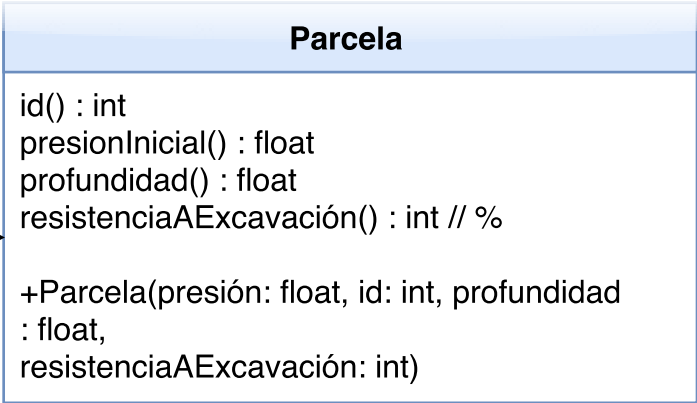 Parcela
id() : int
presionInicial() : float
profundidad() : float
resistenciaAExcavación() : int // %
+Parcela(presión: float, id: int, profundidad
: float,
resistenciaAExcavación: int)